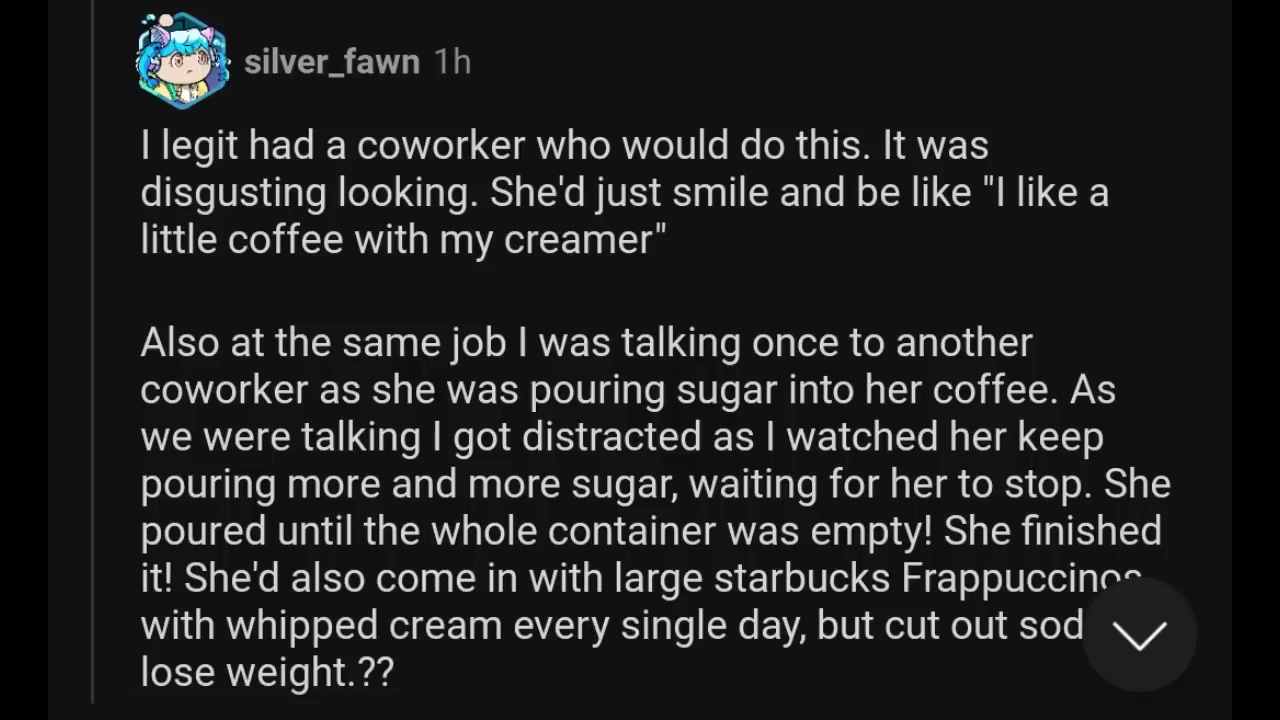 silver_fawn 1h
I legit had a coworker who would do this. It was
disgusting looking. She'd just smile and be like "I like a
little coffee with my creamer"
Also at the same job I was talking once to another
coworker as she was pouring sugar into her coffee. As
we were talking I got distracted as I watched her keep
pouring more and more sugar, waiting for her to stop. She
poured until the whole container was empty! She finished
it! She'd also come in with large starbucks Frappuccinos
with whipped cream every single day, but cut out sod
lose weight.??